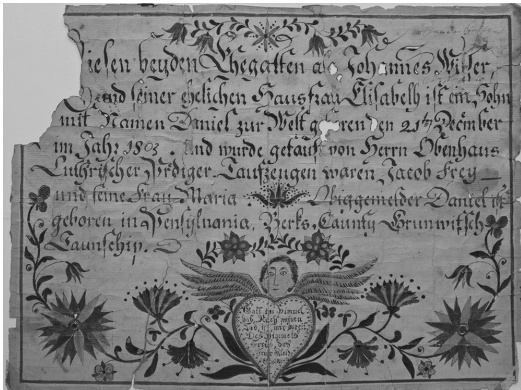 Diesen beyden Ehegatten als Johannes Wisser,
und seiner ehelichen Hausfrau Elisabeth ist ein Sohn
mit Namen Daniel zur Welt geboren den 21ten December
im Jahr 1803. Und wurde getauft von Herrn Obenhaus
Lutherischer Prediger. Taufzeugen waren Jacob Frey
und seine Frau Maria Obiggemelder Daniel ist
geboren in Pensylvania, Berks County Brunwitsch
Taunschip.